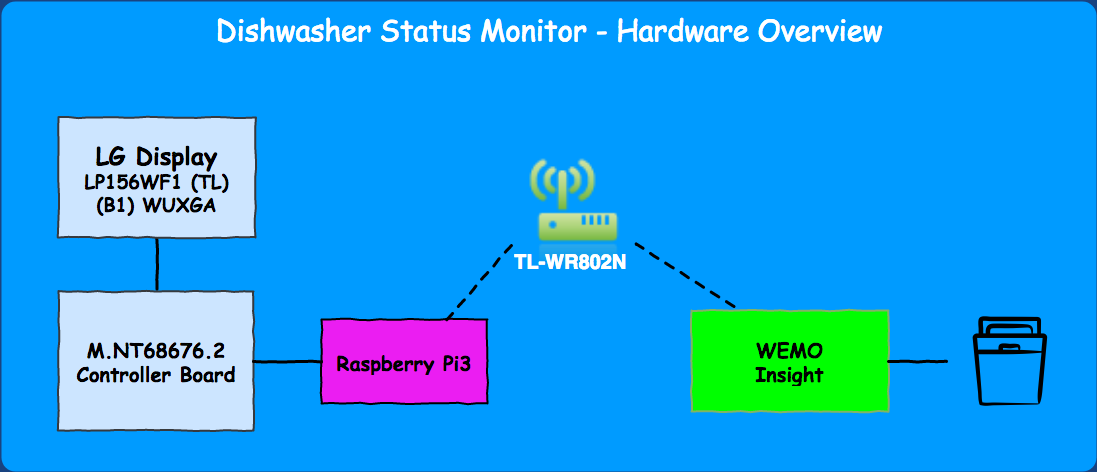 Dishwasher Status Monitor - Hardware Overview
LG Display
LP156WF1 (TL)
(B1) WUXGA
TL-WR802N
M.NT68676.2
Controller Board
Raspberry Pi3
WEMO
Insight